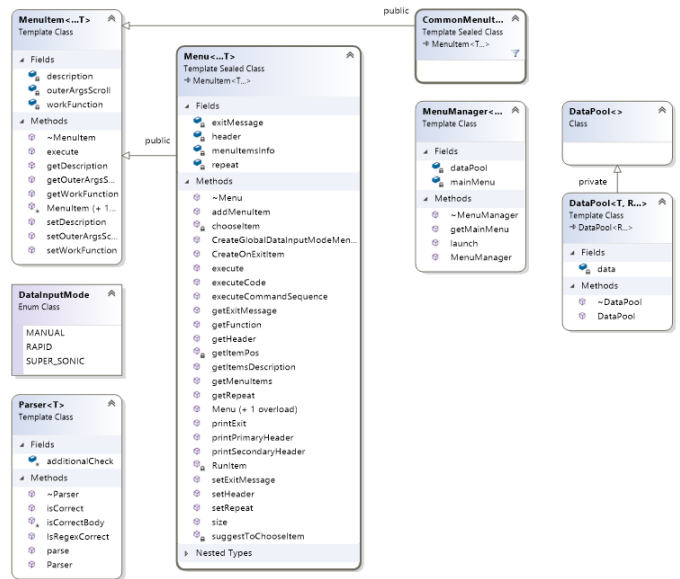 MenuItem<...T>
Template Class
Fields
description
outerArgsScroll
workFunction
Methods
~MenuItem
execute
getDescription
getOuterArgsS...
getWorkFunction
MenuItem (+ 1...
setDescription
setOuterArgsSc...
setWorkFunction
public
CommonMenuIt...
Template Sealed Class
MenuItem<T...>
public
Menu<...T>
Template Sealed Class
MenuItem<T...>
Fields
exitMessage
header
menuItemsInfo
repeat
Methods
~Menu
addMenuItem
chooseItem
CreateGlobalDataInputModeMen...
CreateOnExitItem
execute
executeCode
executeCommandSequence
getExitMessage
getFunction
getHeader
getItemPos
getItemsDescription
getMenuItems
getRepeat
Menu (+ 1 overload)
printExit
printPrimaryHeader
printSecondaryHeader
RunItem
setExitMessage
setHeader
setRepeat
size
suggestToChooseItem
Nested Types
MenuManager<...
Template Class
Fields
dataPool
mainMenu
Methods
~MenuManager
getMainMenu
launch
MenuManager
DataPool<>
Class
private
DataPool<T, R...>
Template Class
DataPool<R...>
Fields
data
Methods
~DataPool
DataPool
DataInputMode
Enum Class
MANUAL
RAPID
SUPER_SONIC
Parser<T>
Template Class
Fields
additionalCheck
Methods
~Parser
isCorrect
isCorrectBody
IsRegexCorrect
parse
Parser